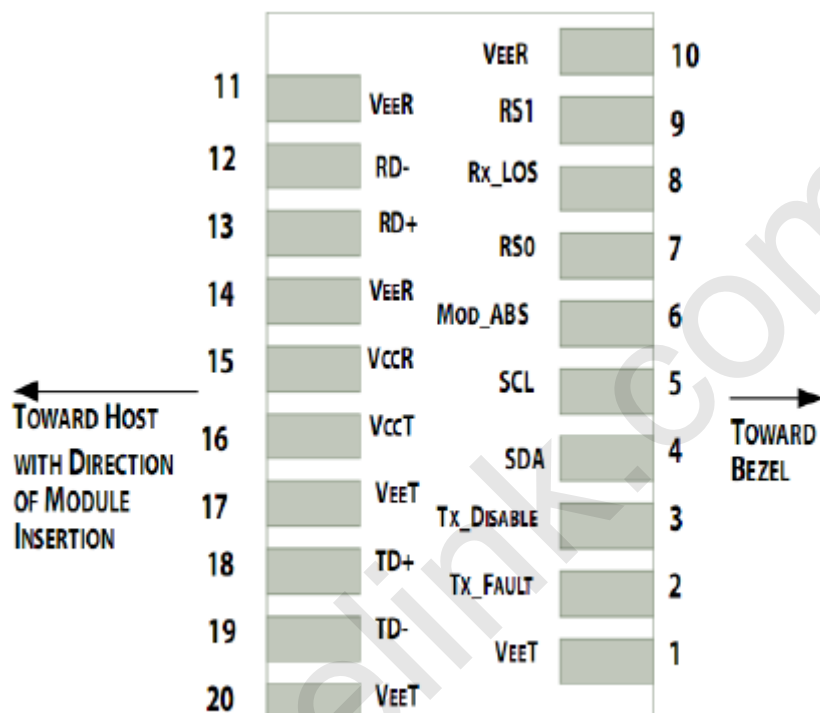 11
VEER
12
RD-
13
RD+
14
VEER
15
VCCR
16
VCCT
17
VEET
18
TD+
19
TD-
20
VEET
VEER
10
RS1
9
RX_LOS
8
RS0
7
MOD_ABS
6
SCL
5
SDA
4
TX_DISABLE
3
TX_FAULT
2
VEET
1
TOWARD HOST
WITH DIRECTION
OF MODULE
INSERTION
TOWARD
BEZEL
elink.com